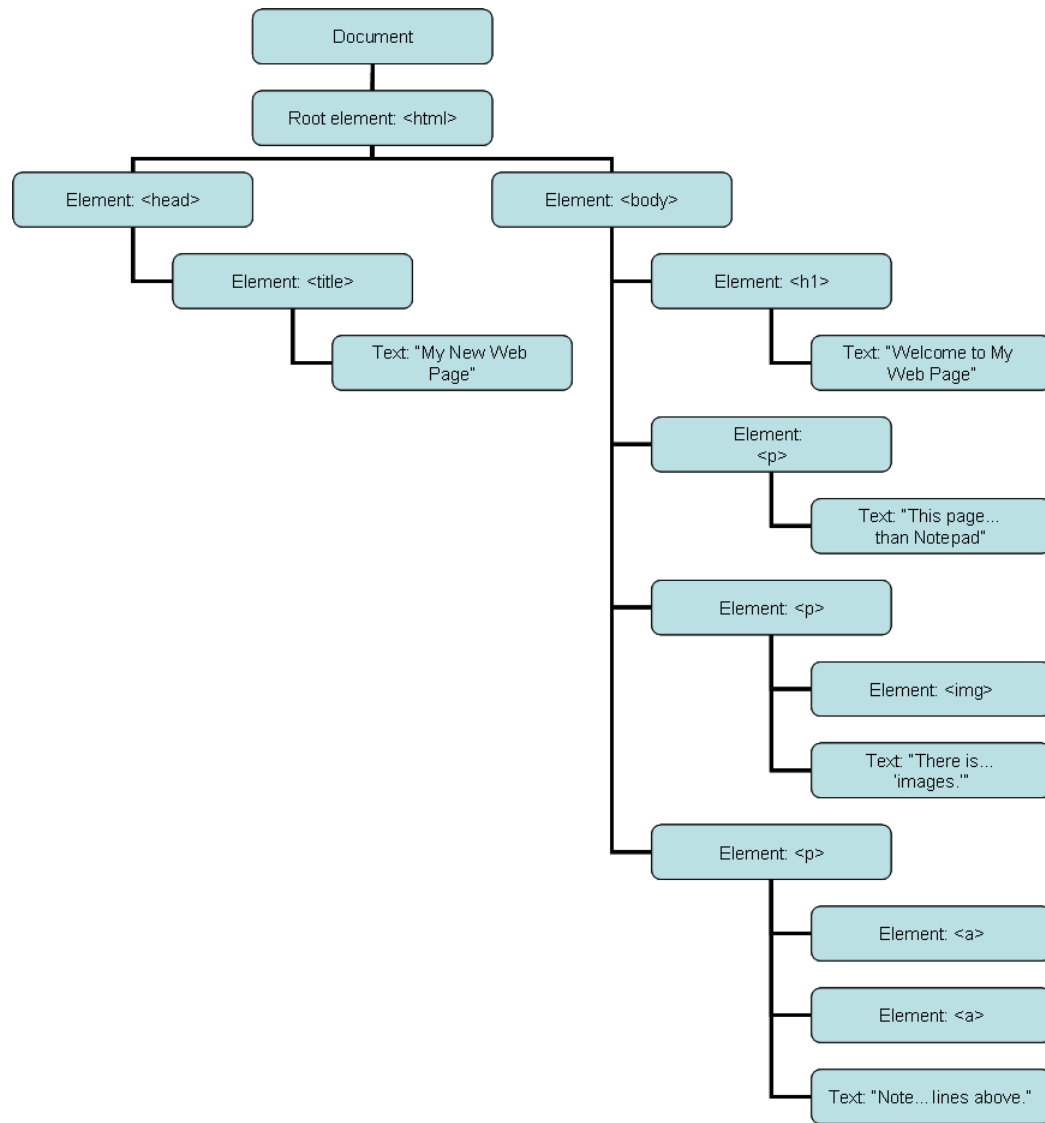 Document
Root element: <html>
Element: <head>
Element: <body>
Element: <title>
Element: <h1>
Text: "My New Web
Page"
Text: "Welcome to My
Web Page"
Element:
<p>
Text: "This page...
than Notepad"
Element: <p>
Element: <img>
Text: "There is...
'images.'"
Element: <p>
Element: <a>
Element: <a>
Text: "Note... lines above."